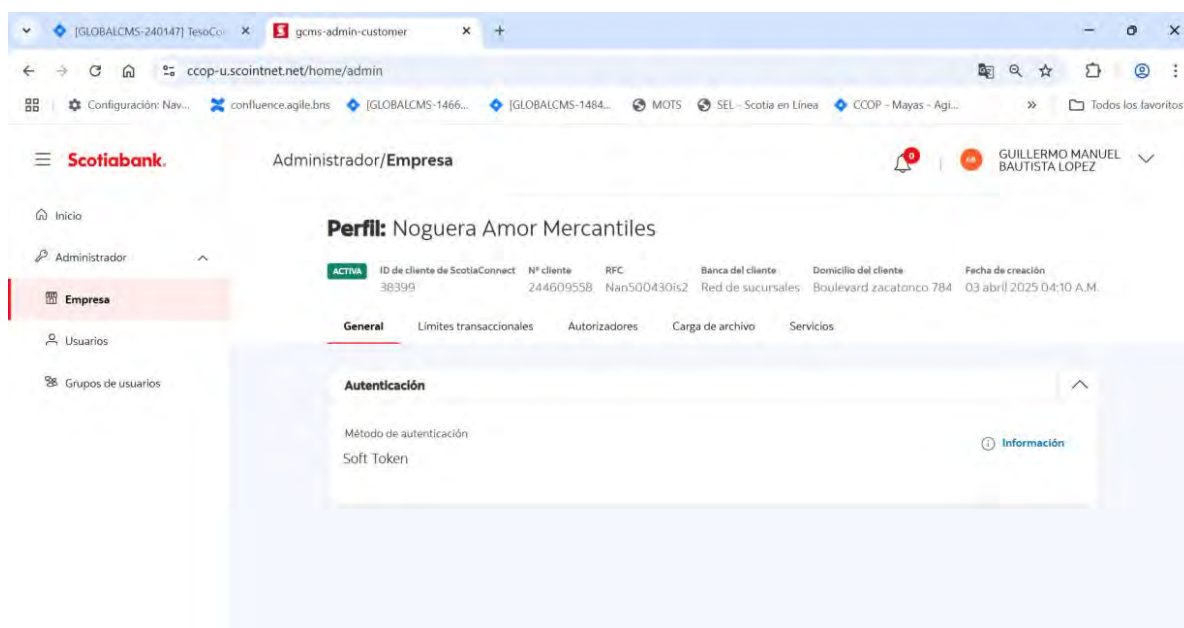 [GLOBALCMS-240147] TesoCo
gcms-admin-customer
ccop-u.scointnet.net/home/admin
Configuración: Nav...
confluence.agile.bns
[GLOBALCMS-1466...
[GLOBALCMS-1484...
MOTS
SEL - Scotia en Línea
CCOP - Mayas - Agi...
»
Todos los favoritos
Scotiabank.
Administrador/Empresa
0
GUILLERMO MANUEL
BAUTISTA LOPEZ
Inicio
Administrador
Empresa
Usuarios
Grupos de usuarios
Perfil: Noguera Amor Mercantiles
ACTIVA
ID de cliente de ScotiaConnect Nº cliente RFC Banca del cliente Domicilio del cliente Fecha de creación
38399 244609558 Nan500430is2 Red de sucursales Boulevard zacatonco 784 03 abril 2025 04:10 A.M.
General Límites transaccionales Autorizadores Carga de archivo Servicios
Autenticación
Método de autenticación
Soft Token
Información